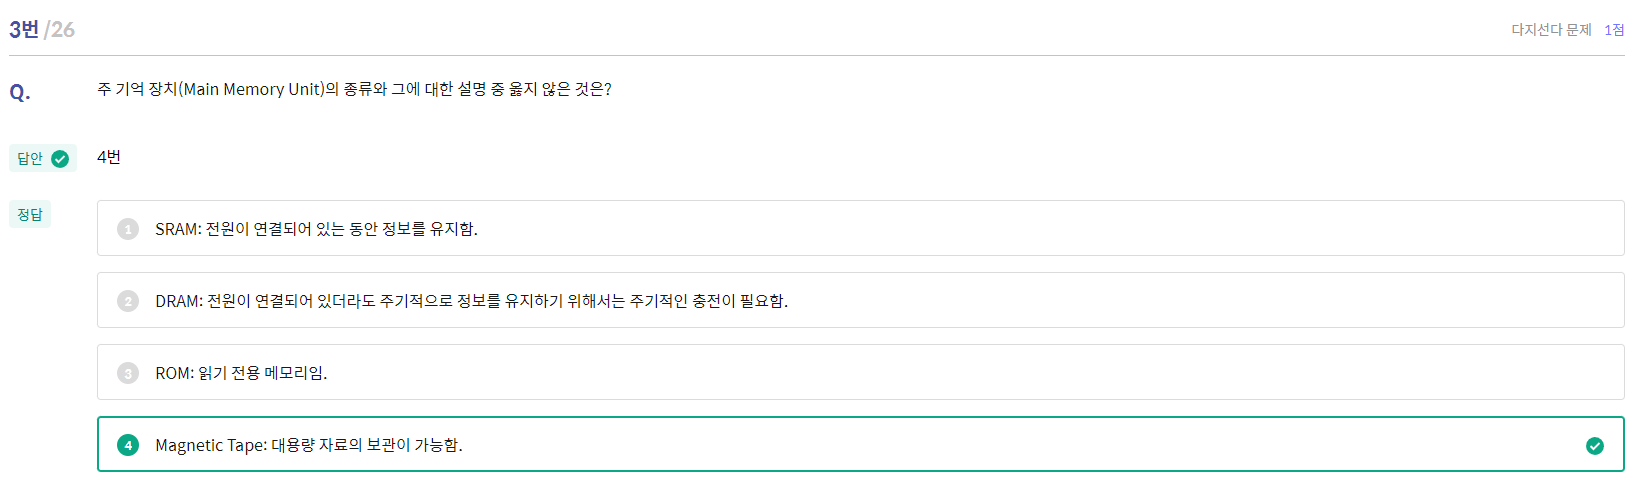 3번 /26
다지선다 문제 1점
Q. 주 기억 장치(Main Memory Unit)의 종류와 그에 대한 설명 중 옳지 않은 것은?
답안 4번
정답
1 SRAM: 전원이 연결되어 있는 동안 정보를 유지함.
2 DRAM: 전원이 연결되어 있더라도 주기적으로 정보를 유지하기 위해서는 주기적인 충전이 필요함.
3 ROM: 읽기 전용 메모리임.
4 Magnetic Tape: 대용량 자료의 보관이 가능함.